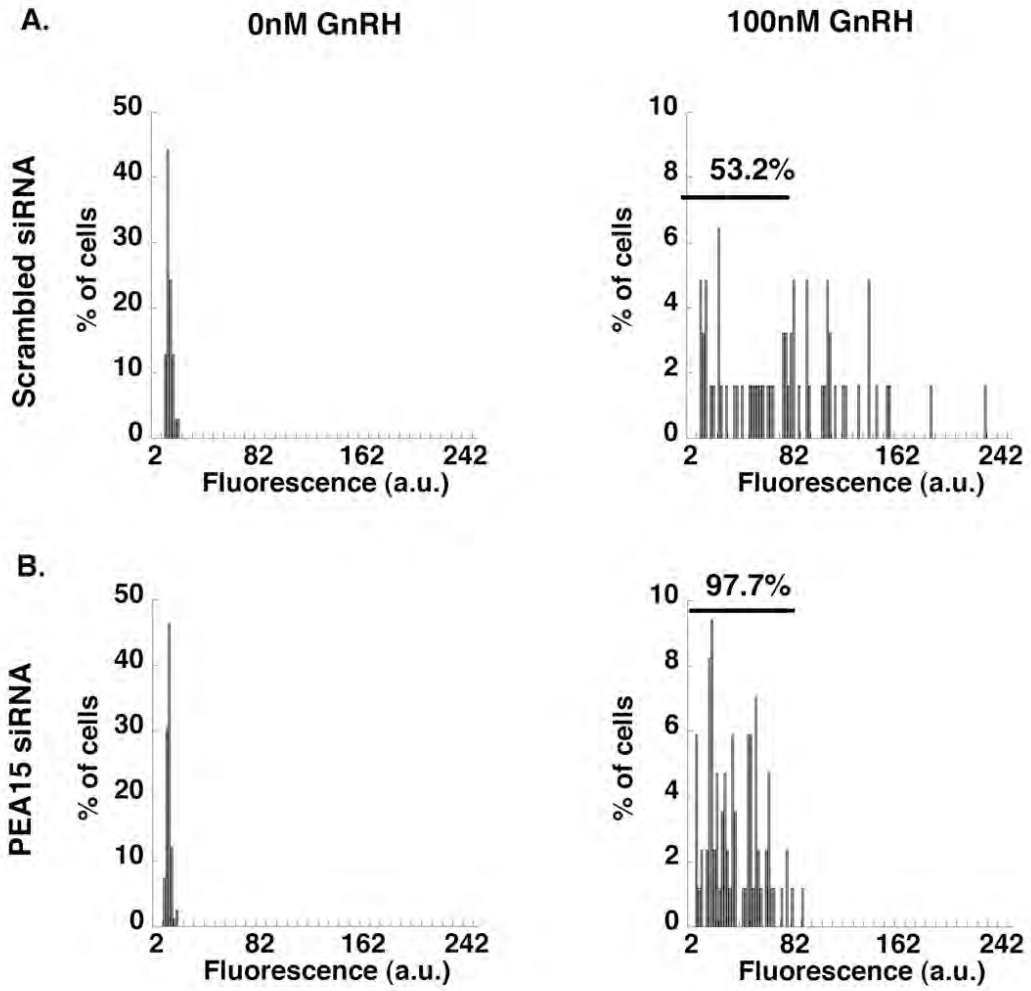 A.
0nM GnRH
100nM GnRH
Scrambled siRNA
% of cells
50
40
30
20
10
0
2 82 162 242
Fluorescence (a.u.)
% of cells
10
8
6
4
2
0
53.2%
2 82 162 242
Fluorescence (a.u.)
B.
PEA15 siRNA
% of cells
50
40
30
20
10
0
2 82 162 242
Fluorescence (a.u.)
% of cells
10
8
6
4
2
0
97.7%
2 82 162 242
Fluorescence (a.u.)